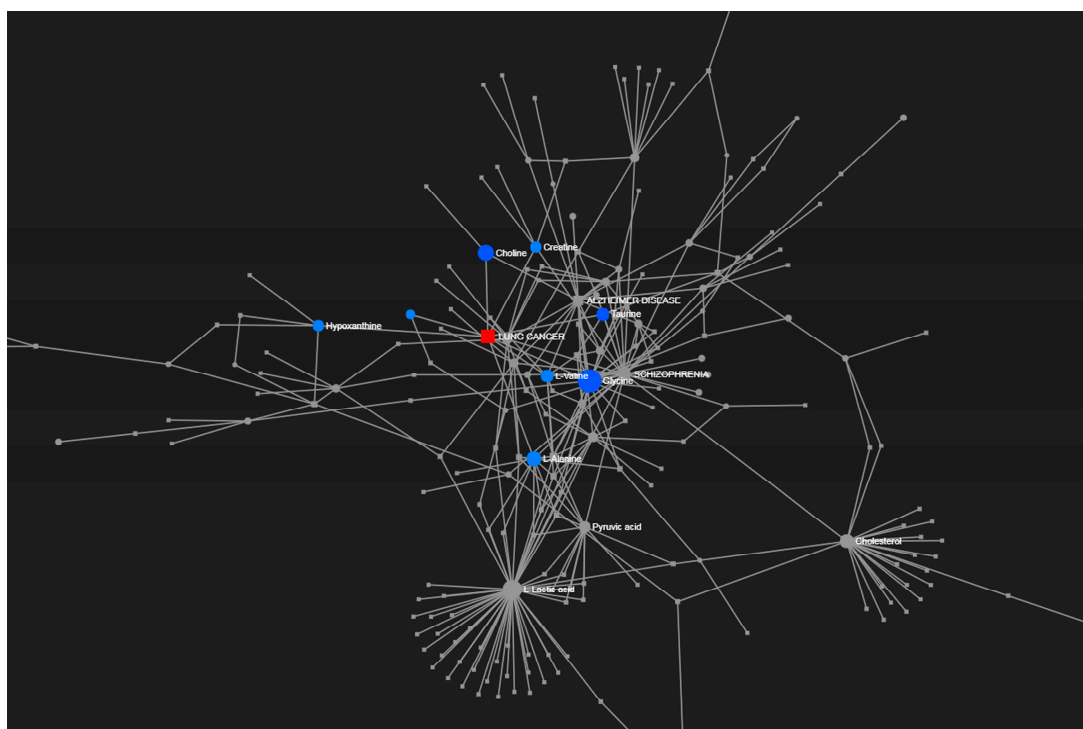 Choline
Creatine
ALZHEIMER DISEASE
Taurine
Hypoxanthine
LUNG CANCER
L-Valine
Glycine
SCHIZOPHRENIA
L-Alanine
Pyruvic acid
Cholesterol
L-Lactic acid